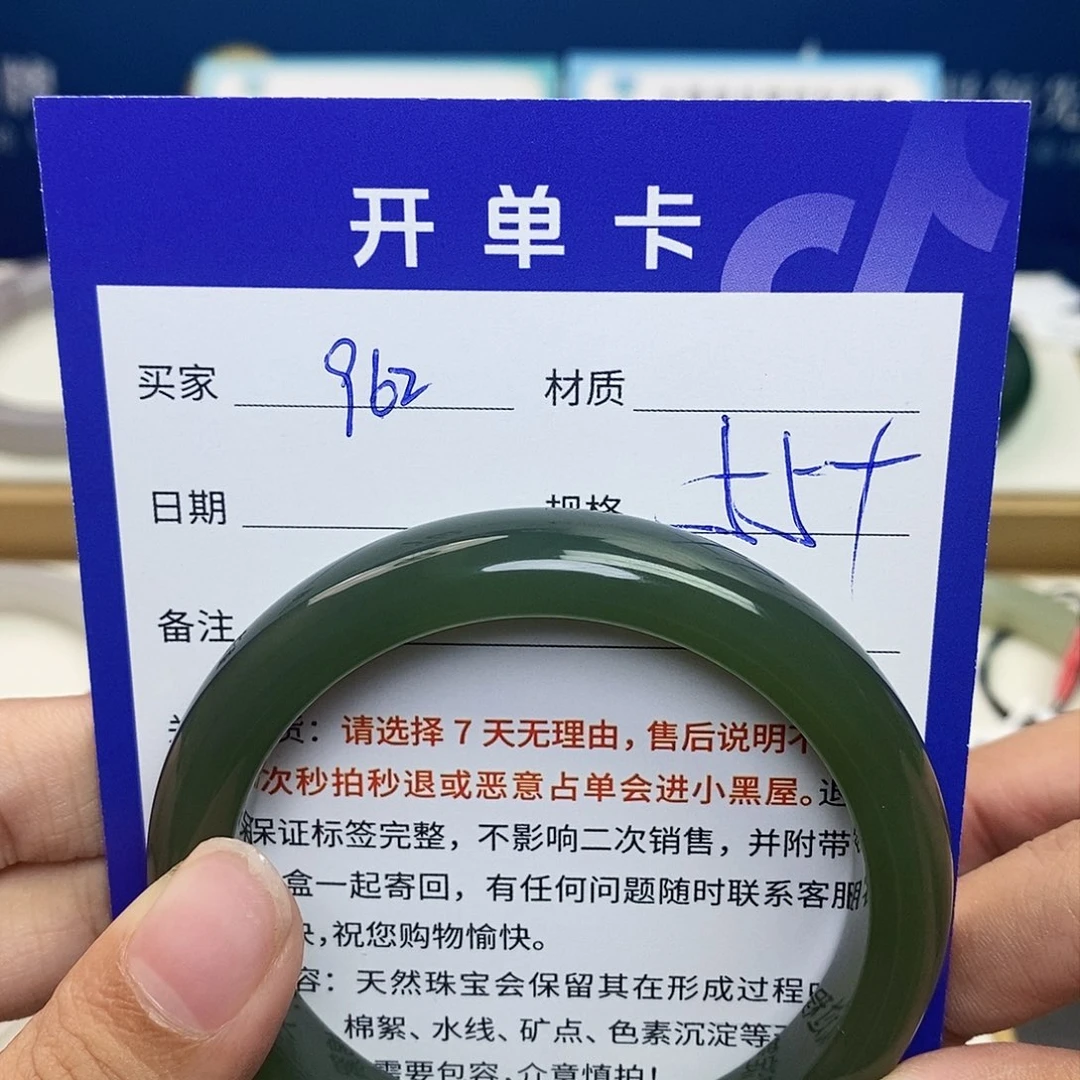 开单卡
买家 962 材质
日期 规格
备注
货：请选择 7 天无理由，售后说明不
次秒拍秒退或恶意占单会进小黑屋。退
保证标签完整，不影响二次销售，并附带
盒一起寄回，有任何问题随时联系客服
，祝您购物愉快。
容：天然珠宝会保留其在形成过程
棉絮、水线、矿点、色素沉淀等
需要包容，介意慎拍！